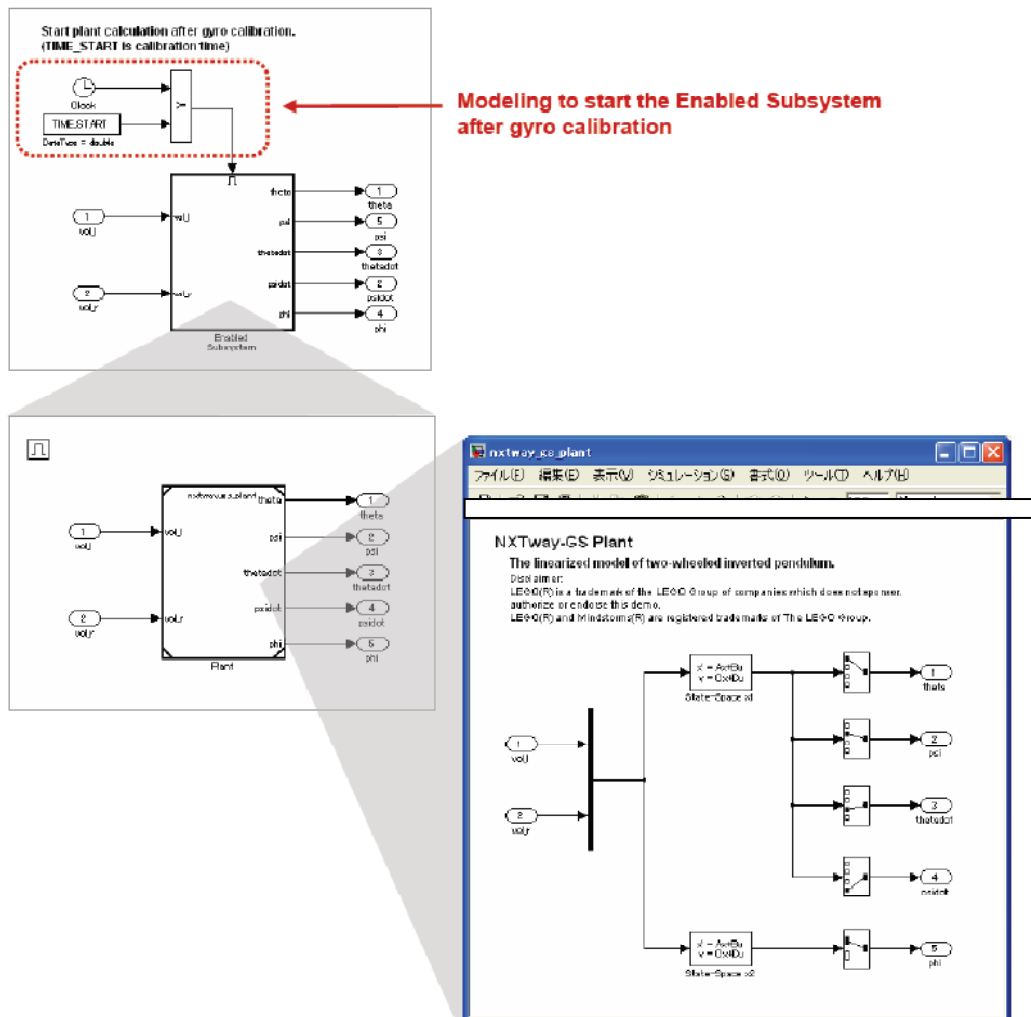 Start plant calculation after gyro calibration.
(TIME_START is calibration time)
Clock
>=
TIME_START
DataType = double
Modeling to start the Enabled Subsystem
after gyro calibration
1
vol_l
2
vol_r
vol_l
vol_r
theta
psi
thetadot
psidot
phi
1
theta
5
psi
3
thetadot
2
psidot
4
phi
Enabled
Subsystem
1
vol_l
2
vol_r
vol_l
vol_r
theta
psi
thetadot
psidot
phi
Plant
1
theta
2
psi
3
thetadot
4
psidot
5
phi
nxtway_gs_plant
ファイル(F) 編集(E) 表示(V) シミュレーション(S) 書式(O) ツール(T) ヘルプ(H)
NXTway-GS Plant
The linearized model of two-wheeled inverted pendulum.
Disclaimer:
LEGO(R) is a trademark of the LEGO Group of companies which does not sponsor,
authorize or endorse this demo.
LEGO(R) and Mindstorms(R) are registered trademarks of The LEGO Group.
1
vol_l
2
vol_r
x' = Ax+Bu
y = Cx+Du
State-Space x1
1
theta
2
psi
3
thetadot
4
psidot
x' = Ax+Bu
y = Cx+Du
State-Space x2
5
phi